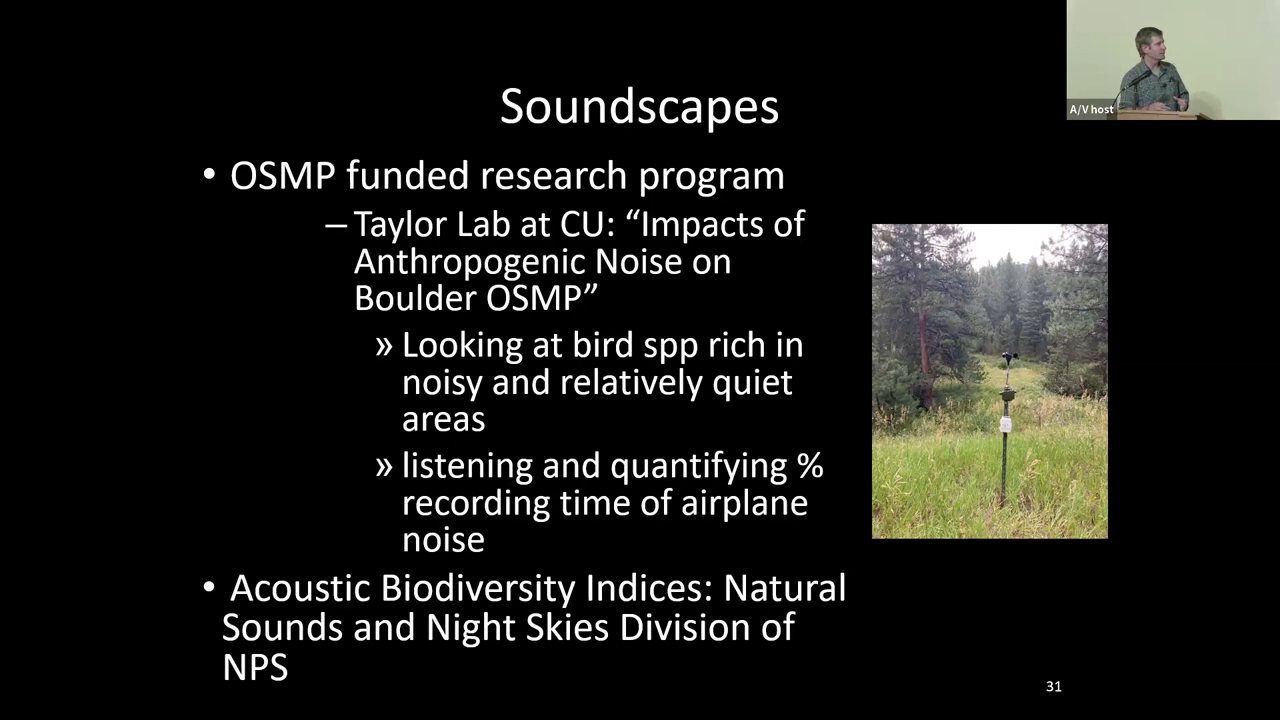 A/V host
Soundscapes
• OSMP funded research program
– Taylor Lab at CU: “Impacts of
Anthropogenic Noise on
Boulder OSMP”
» Looking at bird spp rich in
noisy and relatively quiet
areas
» listening and quantifying %
recording time of airplane
noise
• Acoustic Biodiversity Indices: Natural
Sounds and Night Skies Division of
NPS
31